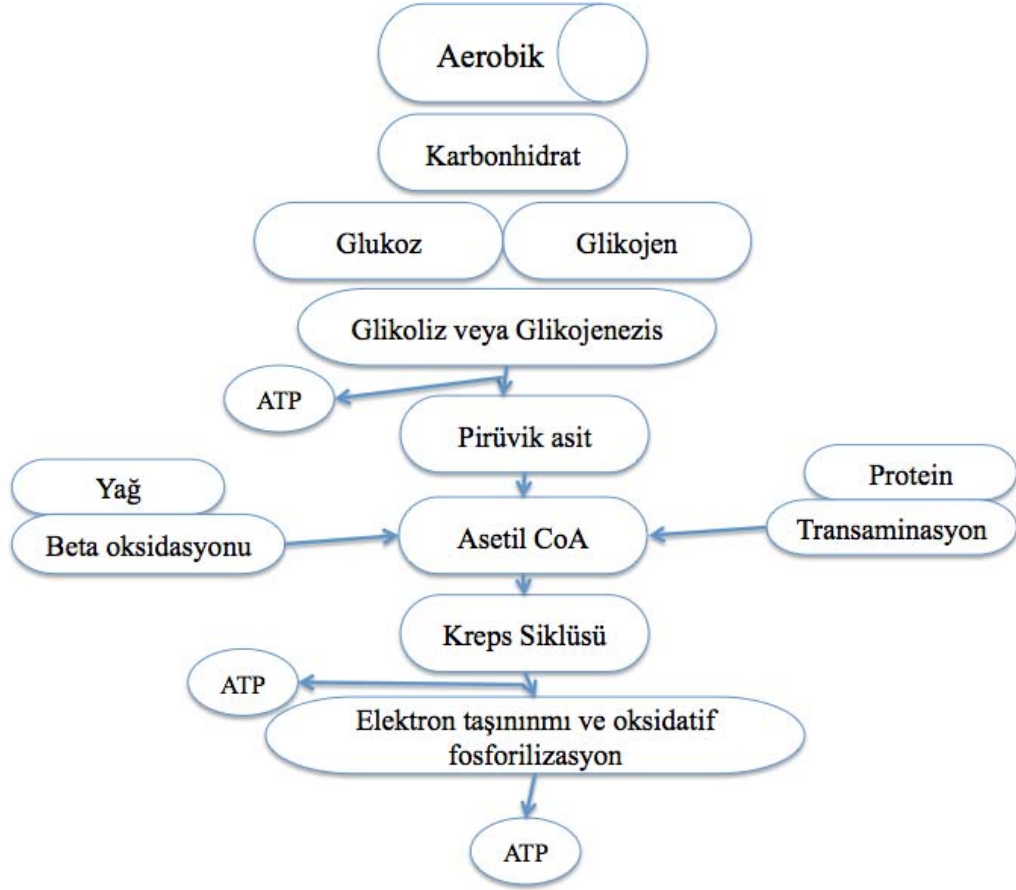 Aerobik
Karbonhidrat
Glukoz
Glikojen
Glikoliz veya Glikojenezis
ATP
Pirüvik asit
Yağ
Protein
Beta oksidasyonu
Asetil CoA
Transaminasyon
Kreps Siklüsü
ATP
Elektron taşınınmı ve oksidatif
fosforilizasyon
ATP